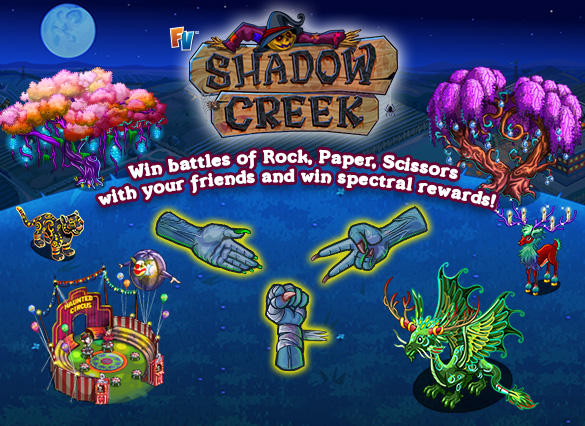 FV
SHADOW
CREEK
Win battles of Rock, Paper, Scissors
with your friends and win spectral rewards!
HAUNTED
CIRCUS